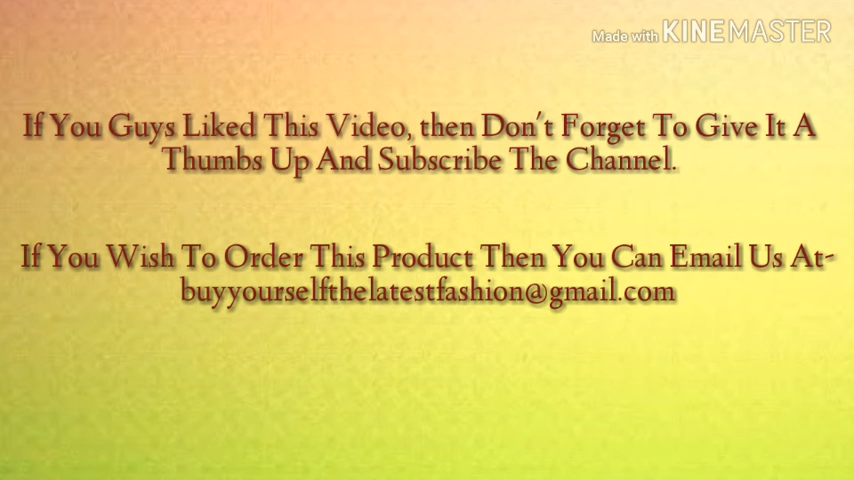 Made with KINEMASTER
If You Guys Liked This Video, then Don't Forget To Give It A
Thumbs Up And Subscribe The Channel.
If You Wish To Order This Product Then You Can Email Us At-
buyyourselfthelatestfashion@gmail.com